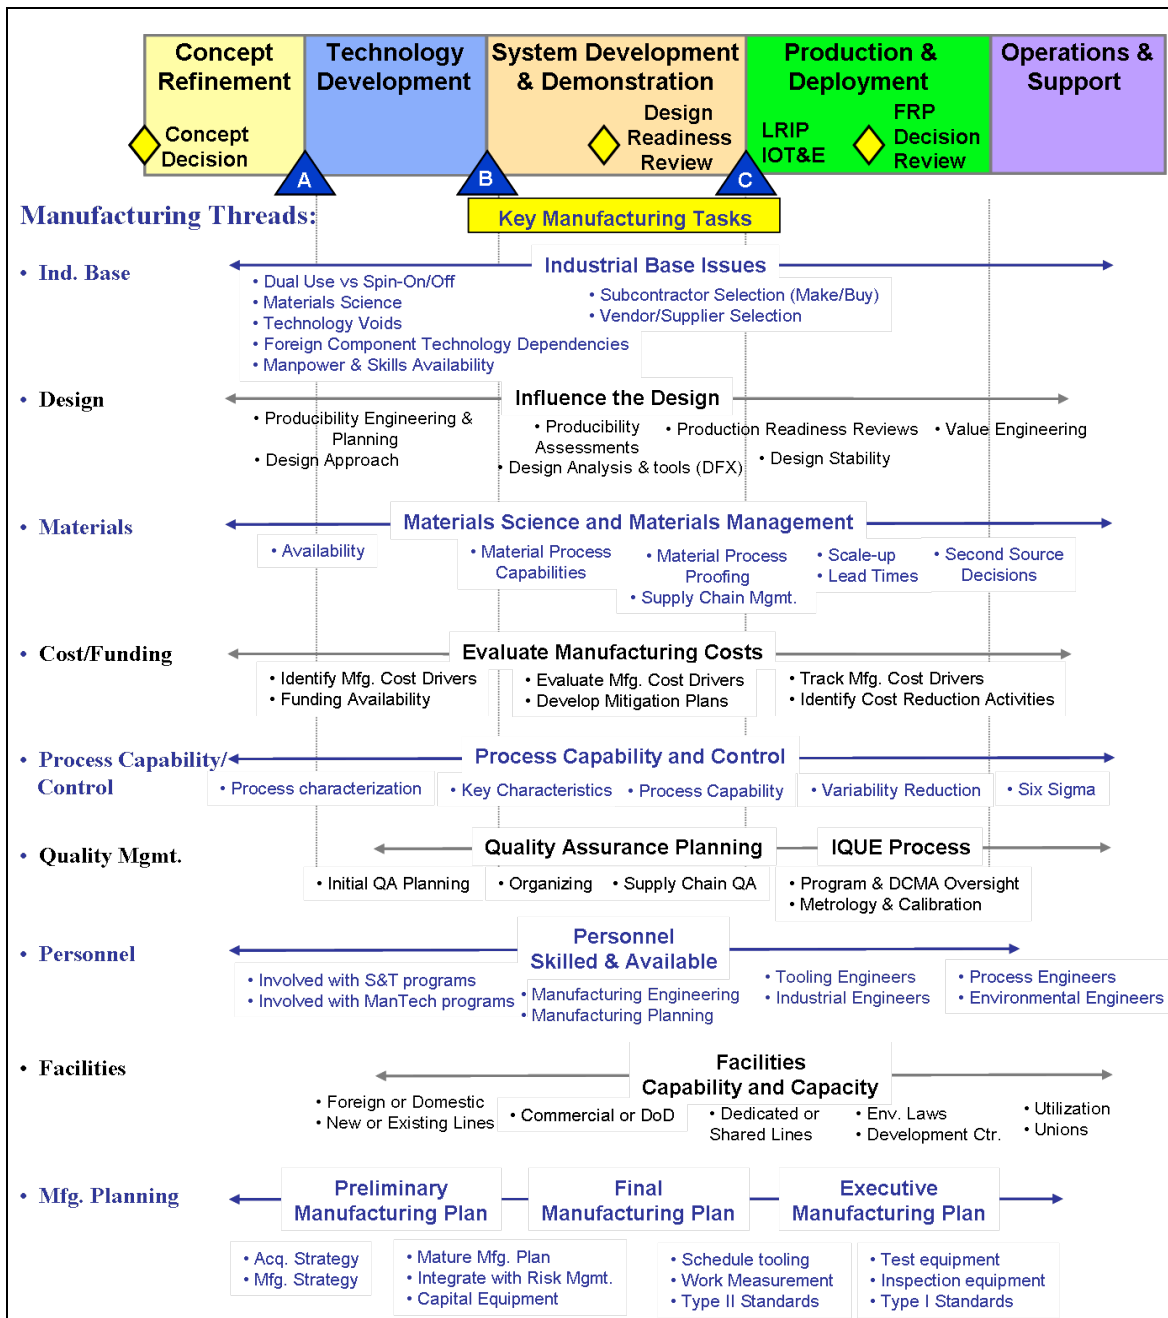 Concept
Refinement
Technology
Development
System Development
& Demonstration
Production &
Deployment
Operations &
Support
Concept
Decision
Design
Readiness
Review
LRIP
IOT&E
FRP
Decision
Review
A
B
C
Manufacturing Threads:
Key Manufacturing Tasks
• Ind. Base
Industrial Base Issues
• Dual Use vs Spin-On/Off
• Materials Science
• Technology Voids
• Foreign Component Technology Dependencies
• Manpower & Skills Availability
• Subcontractor Selection (Make/Buy)
• Vendor/Supplier Selection
• Design
Influence the Design
• Producibility Engineering &
Planning
• Design Approach
• Producibility
Assessments
• Design Analysis & tools (DFX)
• Production Readiness Reviews
• Design Stability
• Value Engineering
• Materials
Materials Science and Materials Management
• Availability
• Material Process
Capabilities
• Material Process
Proofing
• Supply Chain Mgmt.
• Scale-up
• Lead Times
• Second Source
Decisions
• Cost/Funding
Evaluate Manufacturing Costs
• Identify Mfg. Cost Drivers
• Funding Availability
• Evaluate Mfg. Cost Drivers
• Develop Mitigation Plans
• Track Mfg. Cost Drivers
• Identify Cost Reduction Activities
• Process Capability/
Control
Process Capability and Control
• Process characterization
• Key Characteristics
• Process Capability
• Variability Reduction
• Six Sigma
• Quality Mgmt.
Quality Assurance Planning
IQUE Process
• Initial QA Planning
• Organizing
• Supply Chain QA
• Program & DCMA Oversight
• Metrology & Calibration
• Personnel
Personnel
Skilled & Available
• Involved with S&T programs
• Involved with ManTech programs
• Manufacturing Engineering
• Manufacturing Planning
• Tooling Engineers
• Industrial Engineers
• Process Engineers
• Environmental Engineers
• Facilities
Facilities
Capability and Capacity
• Foreign or Domestic
• New or Existing Lines
• Commercial or DoD
• Dedicated or
Shared Lines
• Env. Laws
• Development Ctr.
• Utilization
• Unions
• Mfg. Planning
Preliminary
Manufacturing Plan
Final
Manufacturing Plan
Executive
Manufacturing Plan
• Acq. Strategy
• Mfg. Strategy
• Mature Mfg. Plan
• Integrate with Risk Mgmt.
• Capital Equipment
• Schedule tooling
• Work Measurement
• Type II Standards
• Test equipment
• Inspection equipment
• Type I Standards